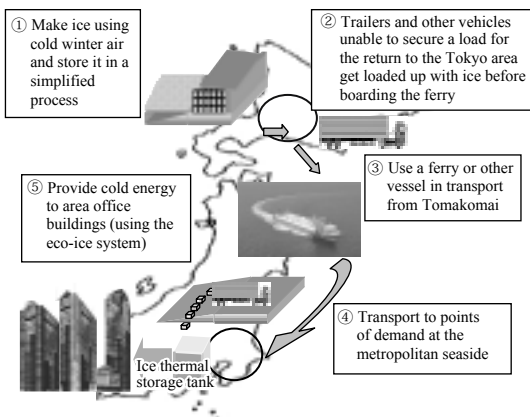 ① Make ice using
cold winter air
and store it in a
simplified
process
② Trailers and other vehicles
unable to secure a load for
the return to the Tokyo area
get loaded up with ice before
boarding the ferry
③ Use a ferry or other
vessel in transport
from Tomakomai
⑤ Provide cold energy
to area office
buildings (using the
eco-ice system)
④ Transport to points
of demand at the
metropolitan seaside
Ice thermal
storage tank